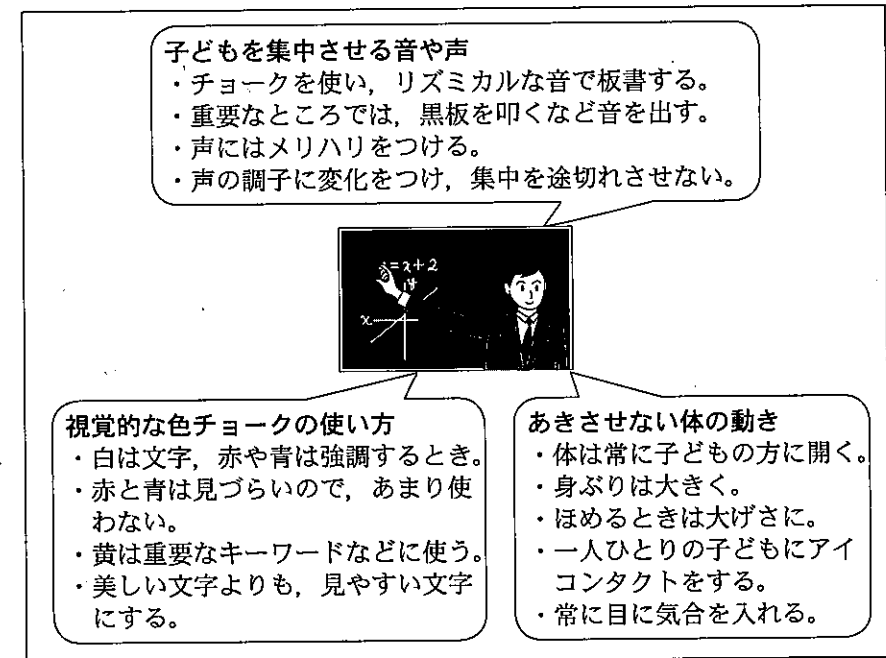 子どもを集中させる音や声
・チョークを使い，リズミカルな音で板書する。
・重要なところでは，黒板を叩くなど音を出す。
・声にはメリハリをつける。
・声の調子に変化をつけ，集中を途切れさせない。
=x+2
y
x
視覚的な色チョークの使い方
・白は文字，赤や青は強調するとき。
・赤と青は見づらいので，あまり使
わない。
・黄は重要なキーワードなどに使う。
・美しい文字よりも，見やすい文字
にする。
あきさせない体の動き
・体は常に子どもの方に開く。
・身ぶりは大きく。
・ほめるときは大げさに。
・一人ひとりの子どもにアイ
コンタクトをする。
・常に目に気合を入れる。